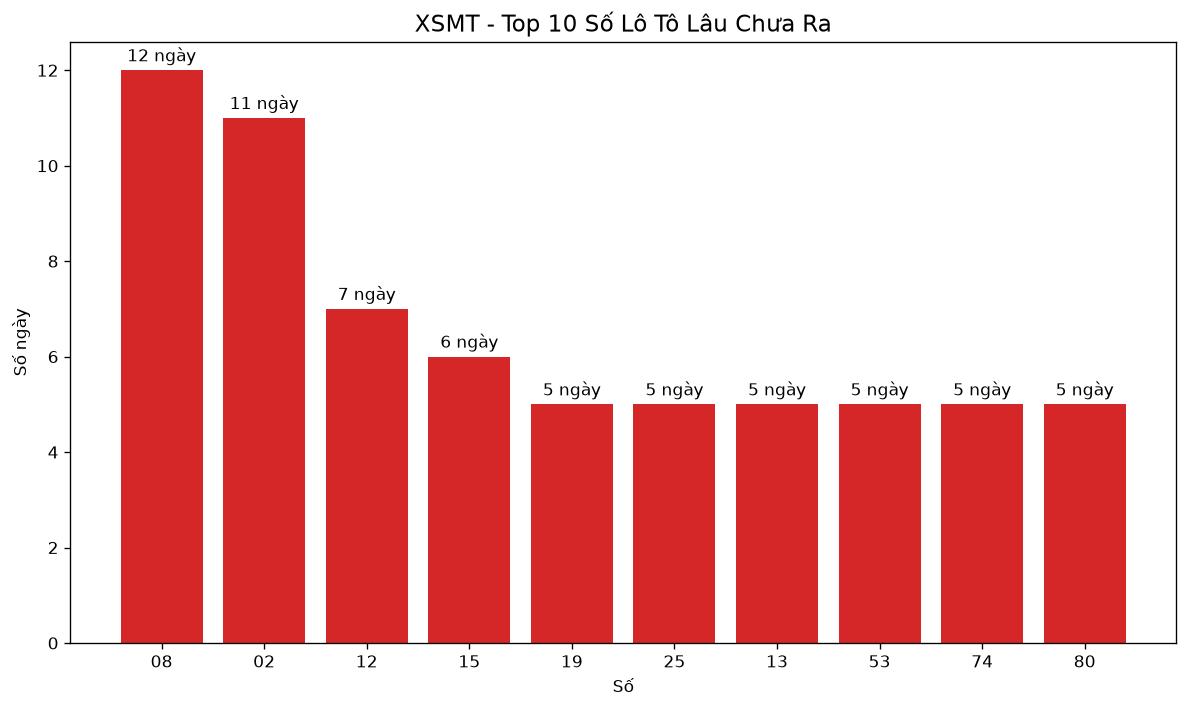 XSMT - Top 10 Số Lô Tô Lâu Chưa Ra
12 ngày
11 ngày
7 ngày
6 ngày
5 ngày 5 ngày 5 ngày 5 ngày 5 ngày 5 ngày
12
10
8
6
4
2
0
Số ngày
08 02 12 15 19 25 13 53 74 80
Số